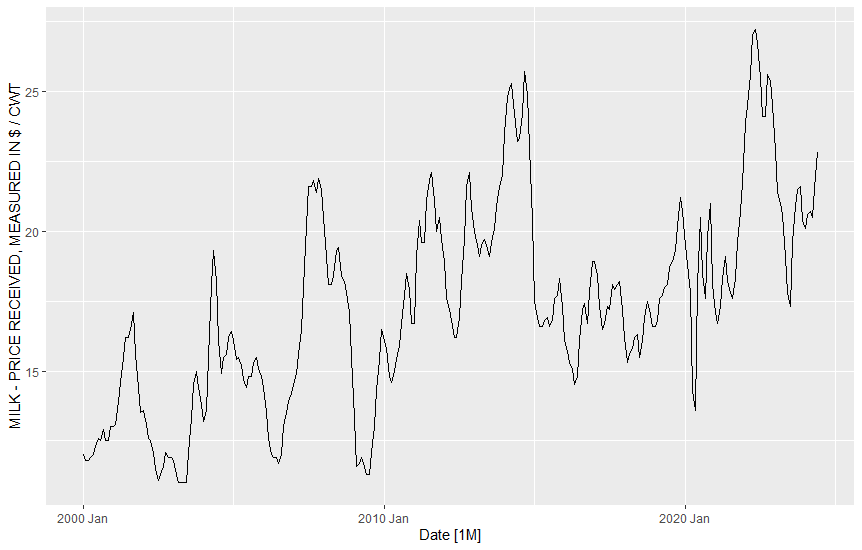 MILK - PRICE RECEIVED, MEASURED IN $ / CWT
25
20
15
2000 Jan
2010 Jan
2020 Jan
Date [1M]